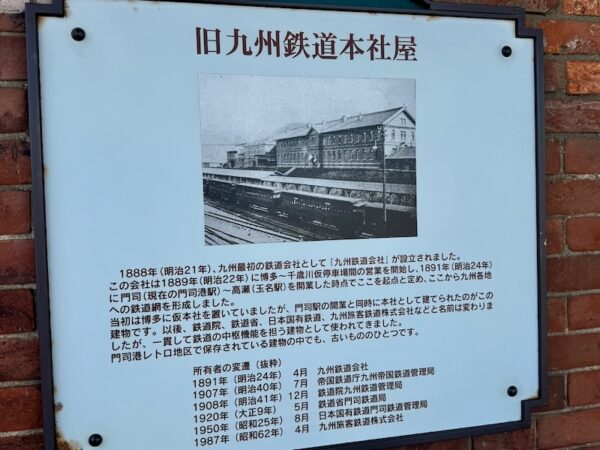 旧九州鉄道本社屋
1888年(明治21年)、九州最初の鉄道会社として「九州鉄道会社」が設立されました。
この会社は1889年(明治22年)に博多〜千歳川仮停車場間の営業を開始し、1891年(明治24年)
に門司(現在の門司港駅)〜高瀬(玉名駅)を開業した時点でここを起点と定め、ここから九州各地
への鉄道網を形成しました。
当初は博多に仮本社を置いていましたが、門司駅の開業と同時に本社として建てられたのがこの
建物です。以後、鉄道院、鉄道省、日本国有鉄道、九州旅客鉄道株式会社などと名前は変わりま
したが、一貫して鉄道の中枢機能を担う建物として使われてきました。
門司港レトロ地区で保存されている建物の中でも、古いもののひとつです。
所有者の変遷(抜粋)
1891年(明治24年) 4月 九州鉄道会社
1907年(明治40年) 7月 帝国鉄道庁九州帝国鉄道管理局
1908年(明治41年)12月 鉄道院九州鉄道管理局
1920年(大正9年) 5月 鉄道省門司鉄道局
1950年(昭和25年) 8月 日本国有鉄道門司鉄道管理局
1987年(昭和62年) 4月 九州旅客鉄道株式会社